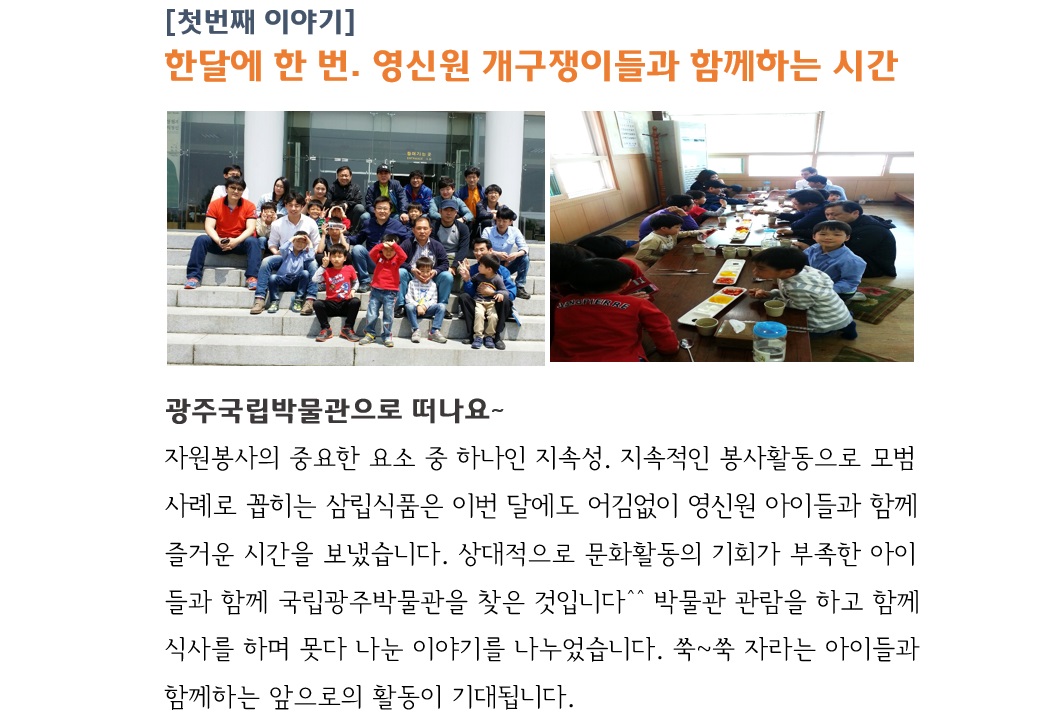 [첫번째 이야기]
한달에 한 번. 영신원 개구쟁이들과 함께하는 시간
광주국립박물관으로 떠나요~
자원봉사의 중요한 요소 중 하나인 지속성. 지속적인 봉사활동으로 모범
사례로 꼽히는 삼립식품은 이번 달에도 어김없이 영신원 아이들과 함께
즐거운 시간을 보냈습니다. 상대적으로 문화활동의 기회가 부족한 아이
들과 함께 국립광주박물관을 찾은 것입니다^^ 박물관 관람을 하고 함께
식사를 하며 못다 나눈 이야기를 나누었습니다. 쑥~쑥 자라는 아이들과
함께하는 앞으로의 활동이 기대됩니다.